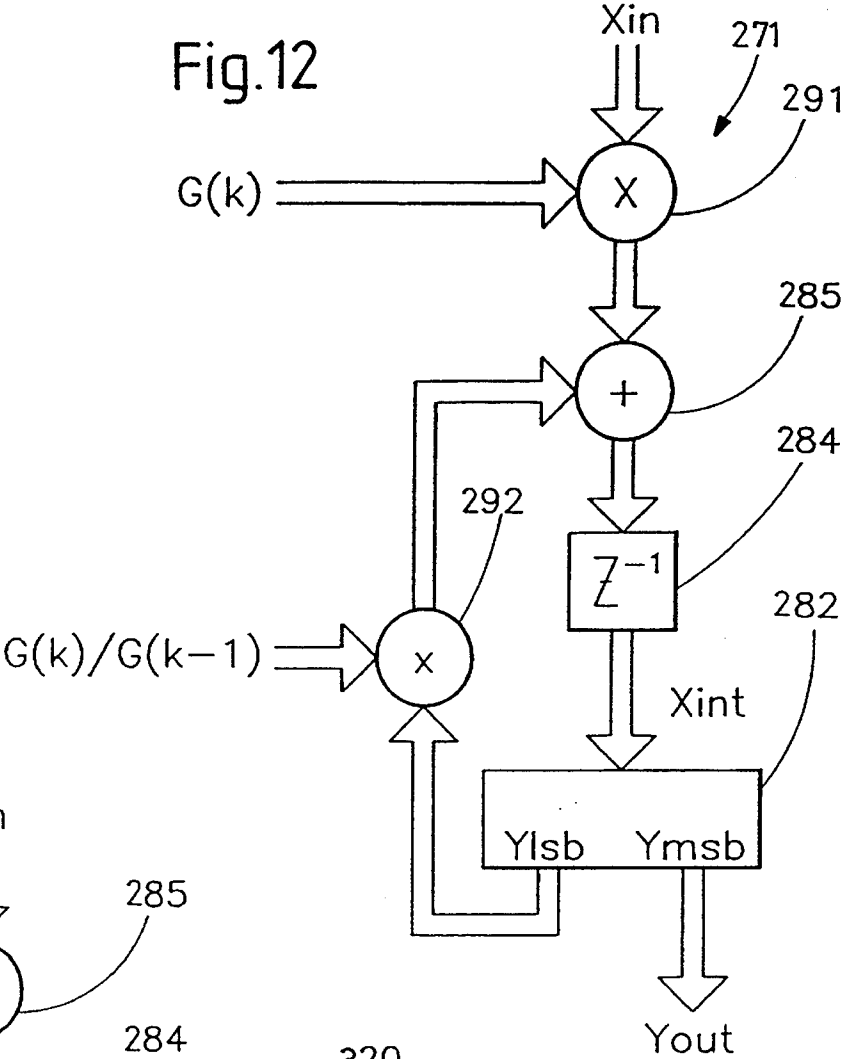 Fig.12
Xin
271
291
G(k)
X
285
+
284
292
Z⁻¹
282
G(k)/G(k-1)
x
Xint
Ylsb
Ymsb
285
284
Yout